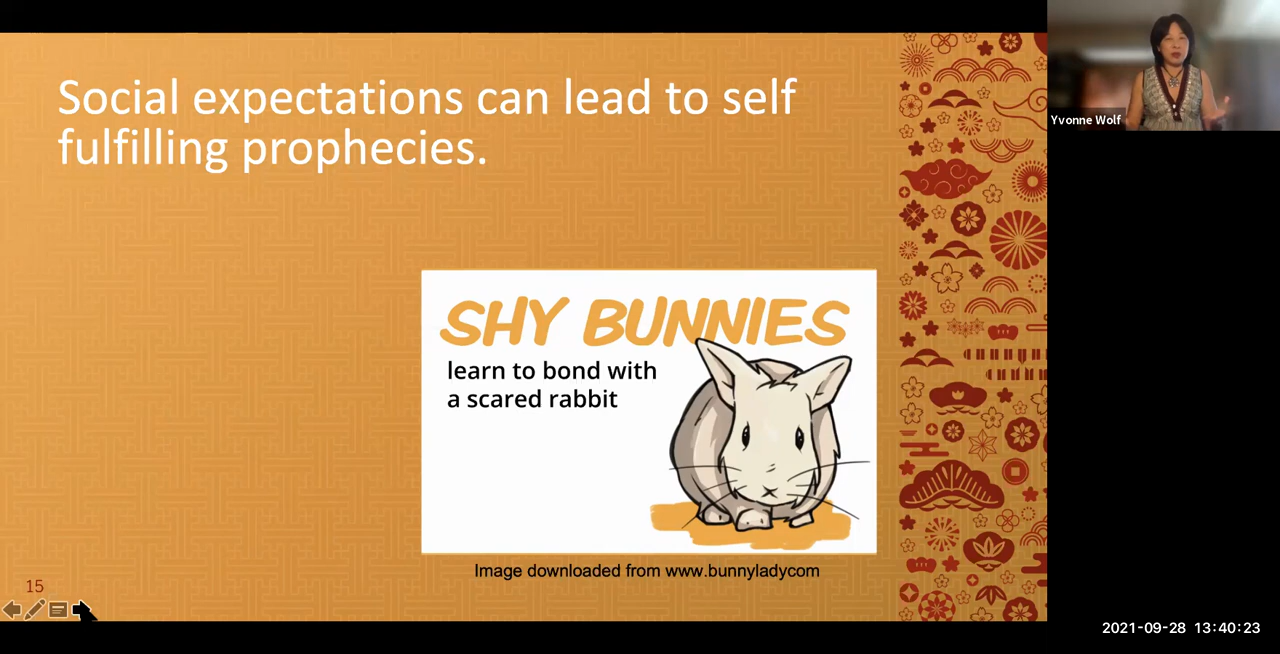 Social expectations can lead to self
fulfilling prophecies.
SHY BUNNIES
learn to bond with
a scared rabbit
Image downloaded from www.bunnyladycom
15
Yvonne Wolf
2021-09-28 13:40:23